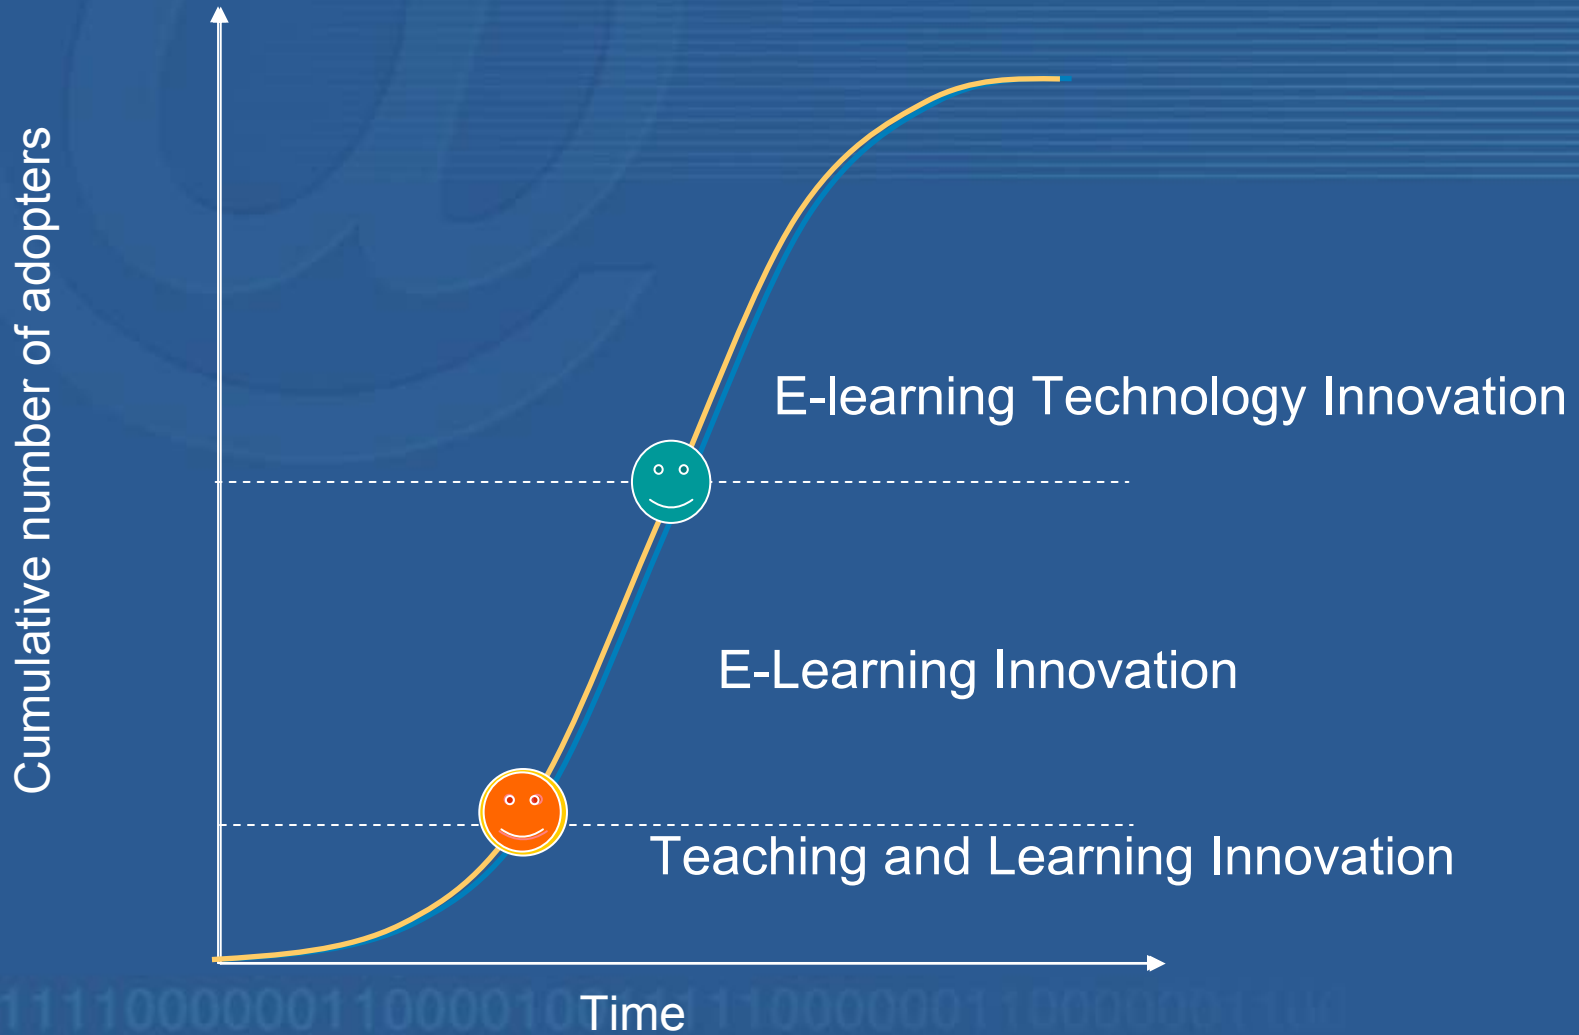 Cumulative number of adopters
E-learning Technology Innovation
E-Learning Innovation
Teaching and Learning Innovation
Time